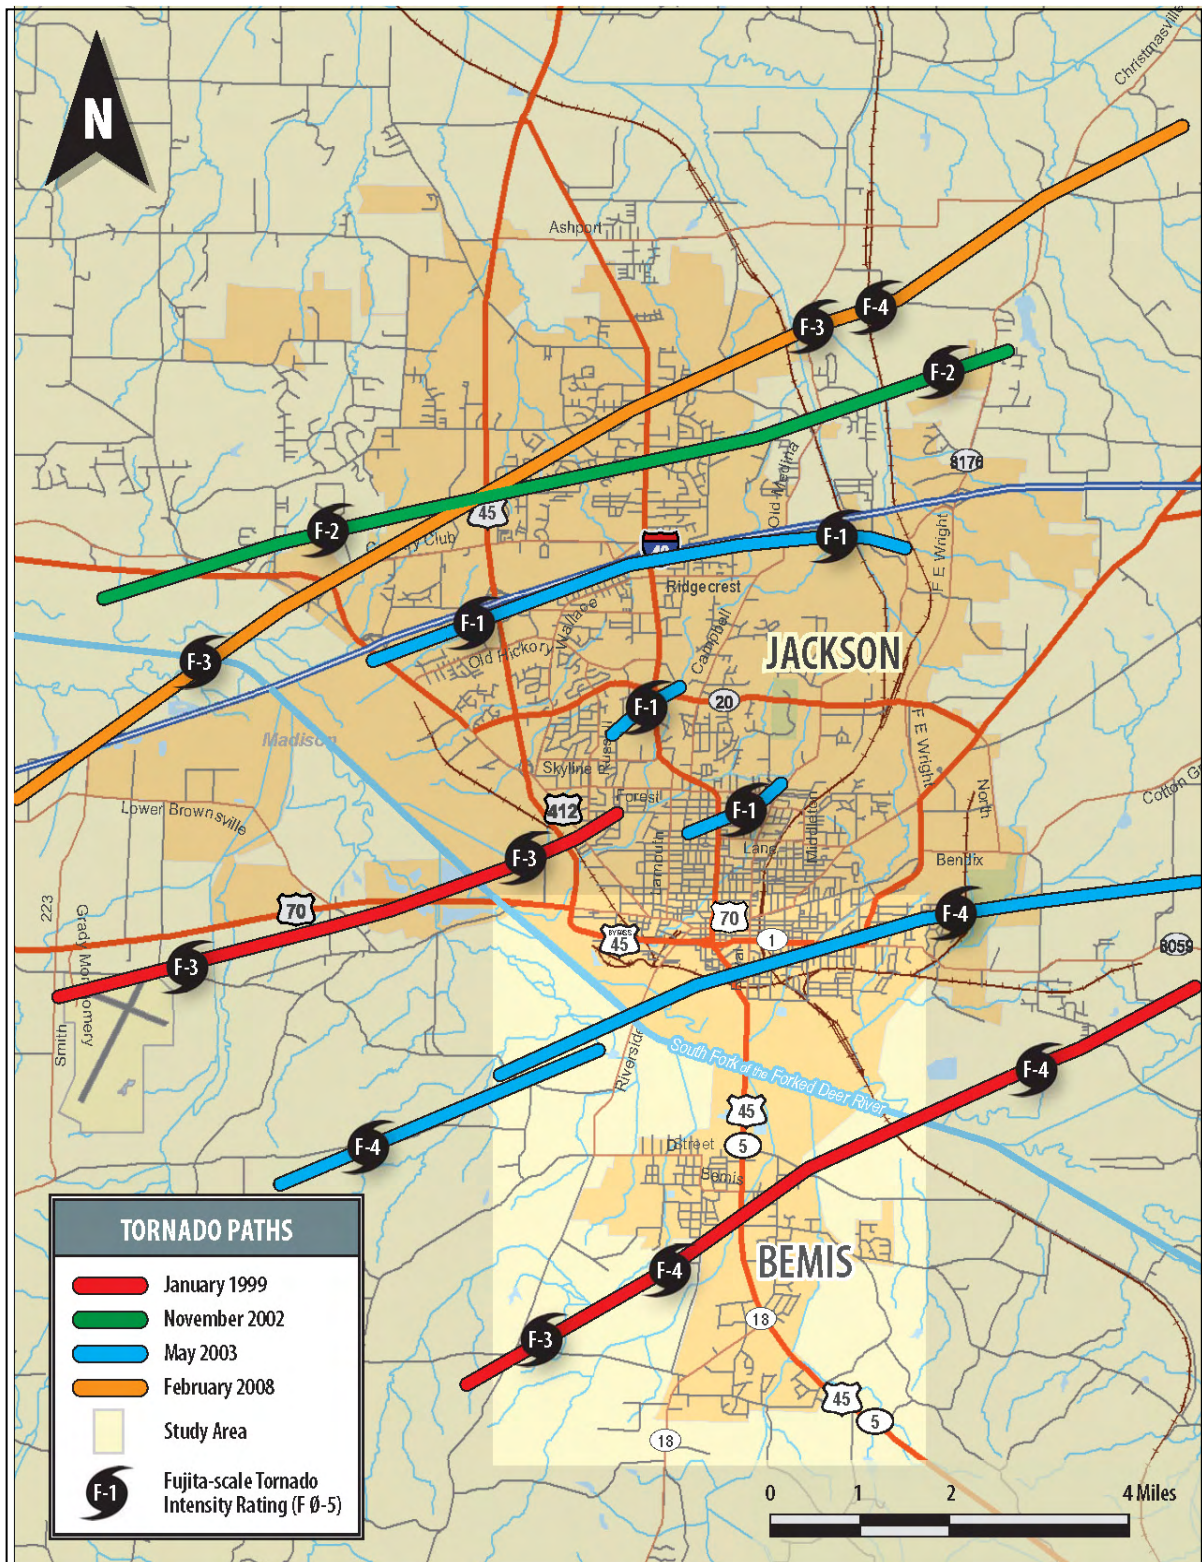 N
Christmasville
Ashport
F-3
F-4
F-2
8176
Old Medina
45
F-2
Country Club
F-1
40
F E Wright
Ridgecrest
F-1
Wallace
Old Hickory
Campbell
JACKSON
F-3
F-1
20
Madison
Russell
F E Wright
Skyline
North
Lower Brownsville
412
Forest
F-1
Lane
Middleton
F-3
Bendix
223
70
Grady Montgomery
70
F-4
BYPASS
45
1
8059
F-3
Smith
Riverside
South Fork of the Forked Deer River
F-4
45
F-4
D Street
5
Bemis
TORNADO PATHS
January 1999
November 2002
May 2003
February 2008
Study Area
F-1
Fujita-scale Tornado
Intensity Rating (F Ø-5)
F-4
BEMIS
F-3
18
45
5
18
0 1 2 4 Miles